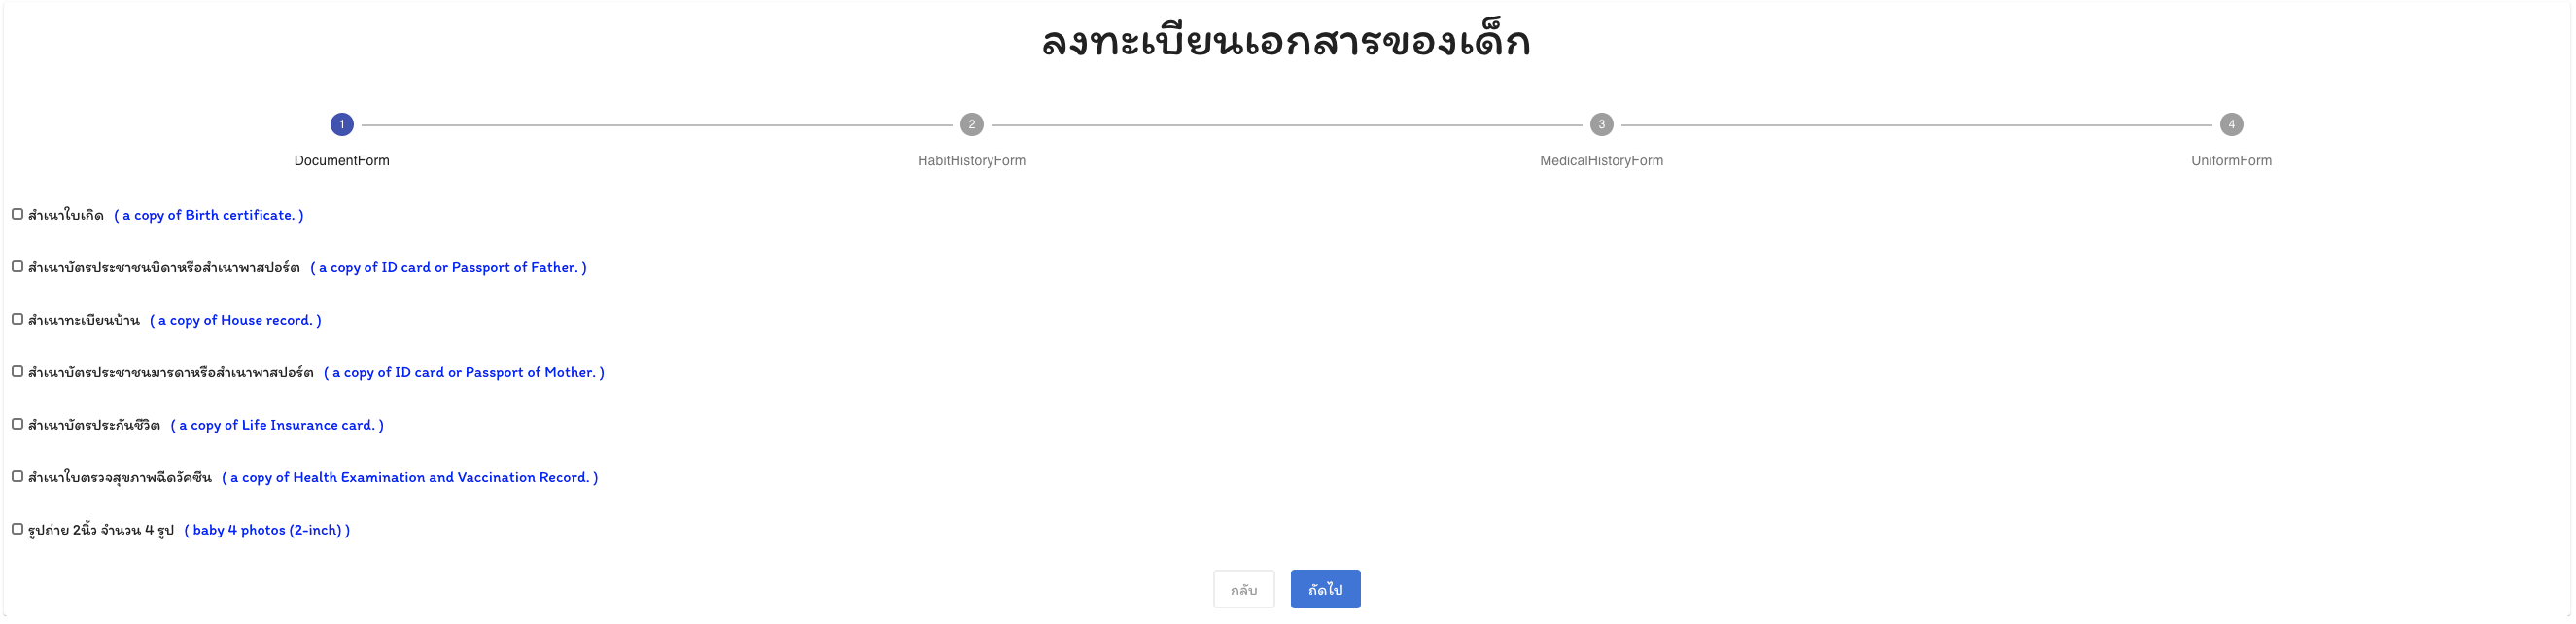 ลงทะเบียนเอกสารของเด็ก
1 2 3 4
DocumentForm HabitHistoryForm MedicalHistoryForm UniformForm
สำเนาใบเกิด ( a copy of Birth certificate. )
สำเนาบัตรประชาชนบิดาหรือสำเนาพาสปอร์ต ( a copy of ID card or Passport of Father. )
สำเนาทะเบียนบ้าน ( a copy of House record. )
สำเนาบัตรประชาชนมารดาหรือสำเนาพาสปอร์ต ( a copy of ID card or Passport of Mother. )
สำเนาบัตรประกันชีวิต ( a copy of Life Insurance card. )
สำเนาใบตรวจสุขภาพฉีดวัคซีน ( a copy of Health Examination and Vaccination Record. )
รูปถ่าย 2นิ้ว จำนวน 4 รูป ( baby 4 photos (2-inch) )
กลับ ถัดไป